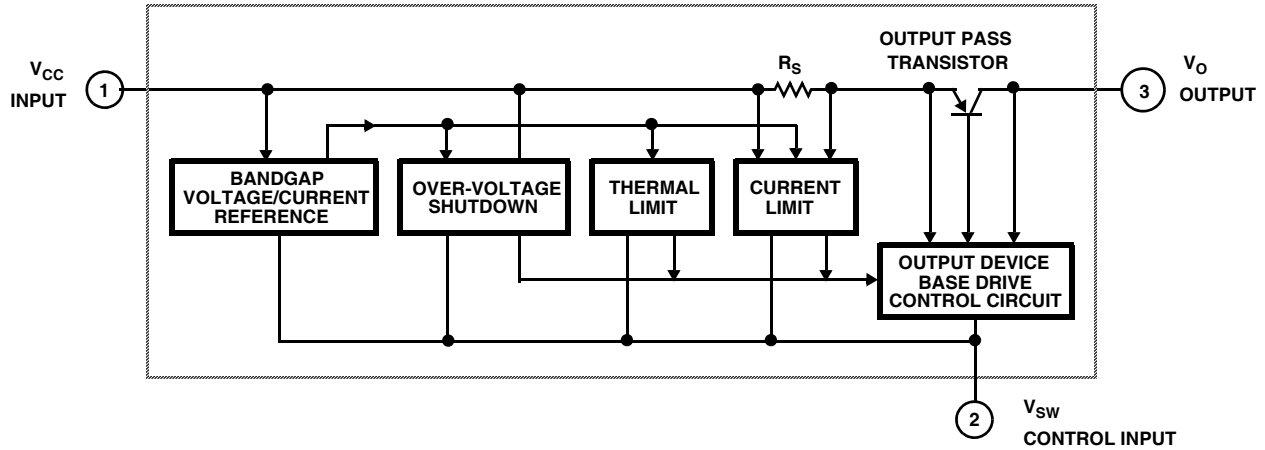 V_CC
INPUT
1
R_S
OUTPUT PASS
TRANSISTOR
3
V_O
OUTPUT
BANDGAP
VOLTAGE/CURRENT
REFERENCE
OVER-VOLTAGE
SHUTDOWN
THERMAL
LIMIT
CURRENT
LIMIT
OUTPUT DEVICE
BASE DRIVE
CONTROL CIRCUIT
2
V_SW
CONTROL INPUT